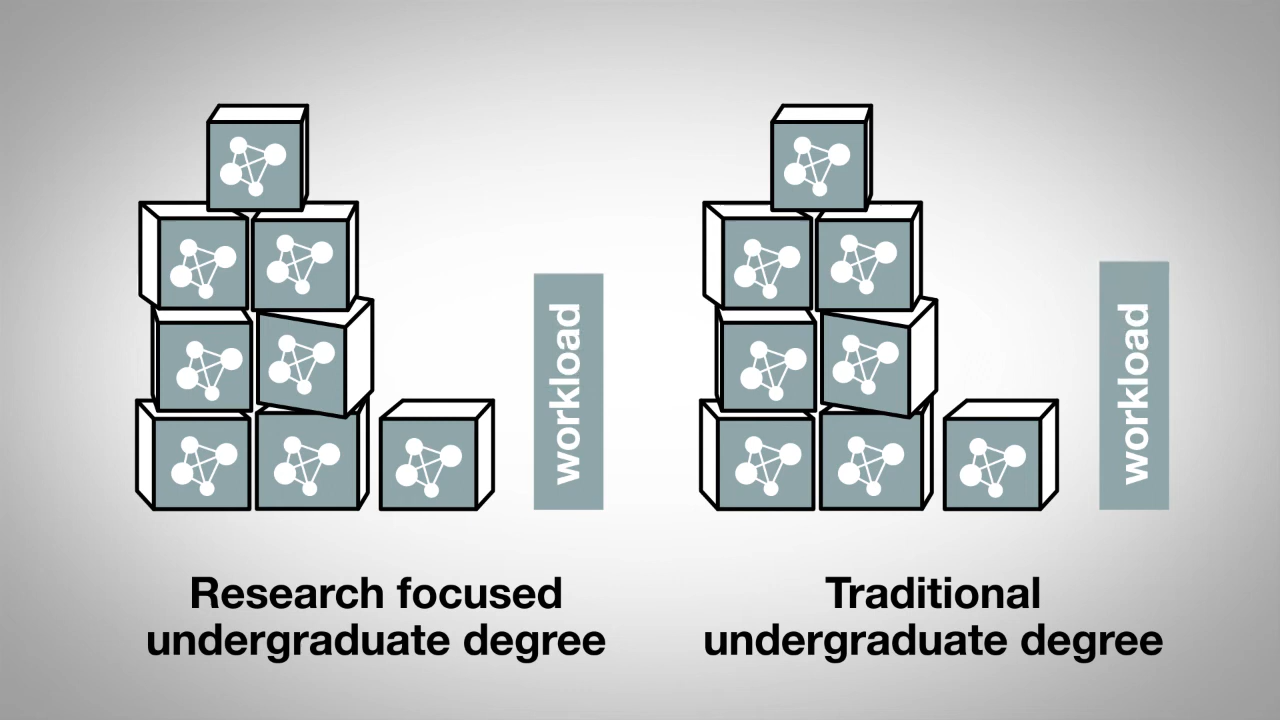 workload
workload
Research focused
undergraduate degree
Traditional
undergraduate degree